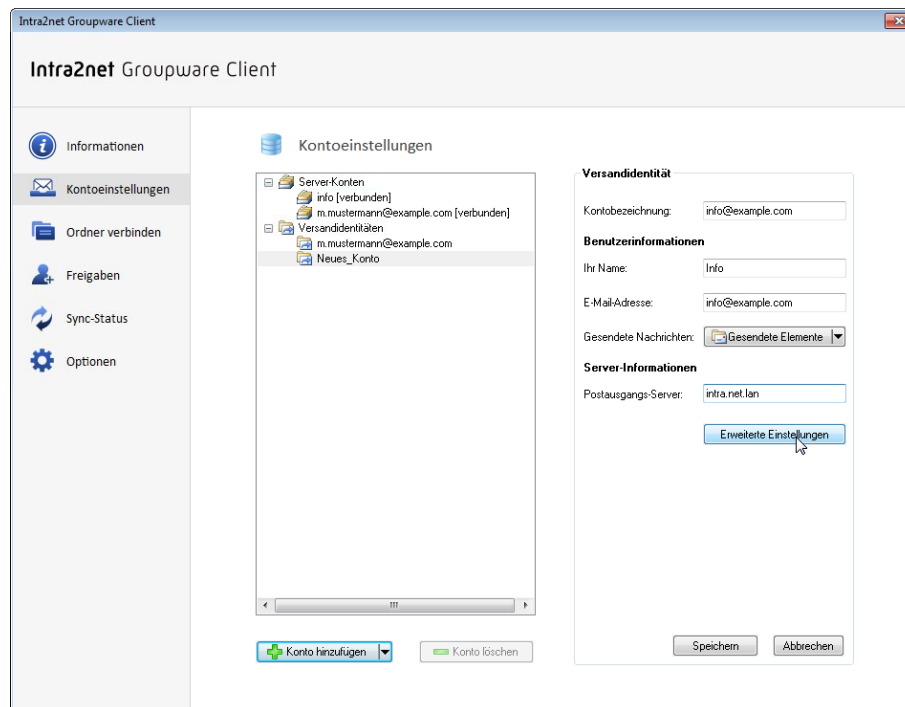 Intra2net Groupware Client
Intra2net Groupware Client
Informationen
Kontoeinstellungen
Ordner verbinden
Freigaben
Sync-Status
Optionen
Kontoeinstellungen
Server-Konten
info [verbunden]
m.mustermann@example.com [verbunden]
Versandidentitäten
m.mustermann@example.com
Neues_Konto
Konto hinzufügen
Konto löschen
Versandidentität
Kontobezeichnung: info@example.com
Benutzerinformationen
Ihr Name: Info
E-Mail-Adresse: info@example.com
Gesendete Nachrichten: Gesendete Elemente
Server-Informationen
Postausgangs-Server: intra.net.lan
Erweiterte Einstellungen
Speichern
Abbrechen